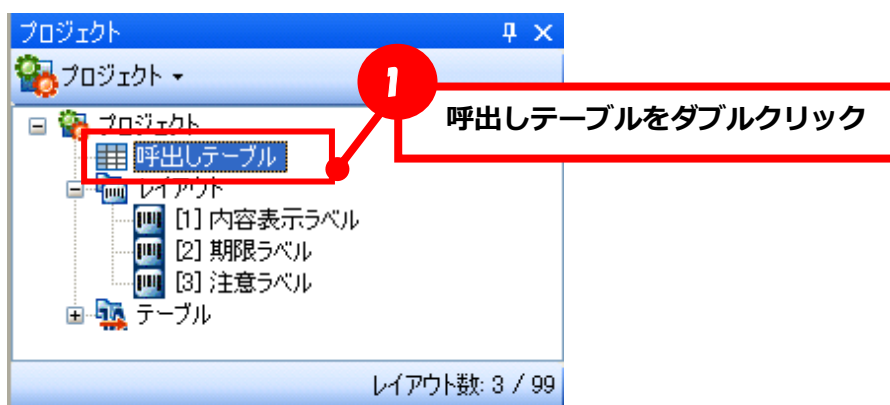 プロジェクト
プロジェクト
1
呼出しテーブルをダブルクリック
プロジェクト
呼出しテーブル
レイアウト
[1] 内容表示ラベル
[2] 期限ラベル
[3] 注意ラベル
テーブル
レイアウト数: 3 / 99